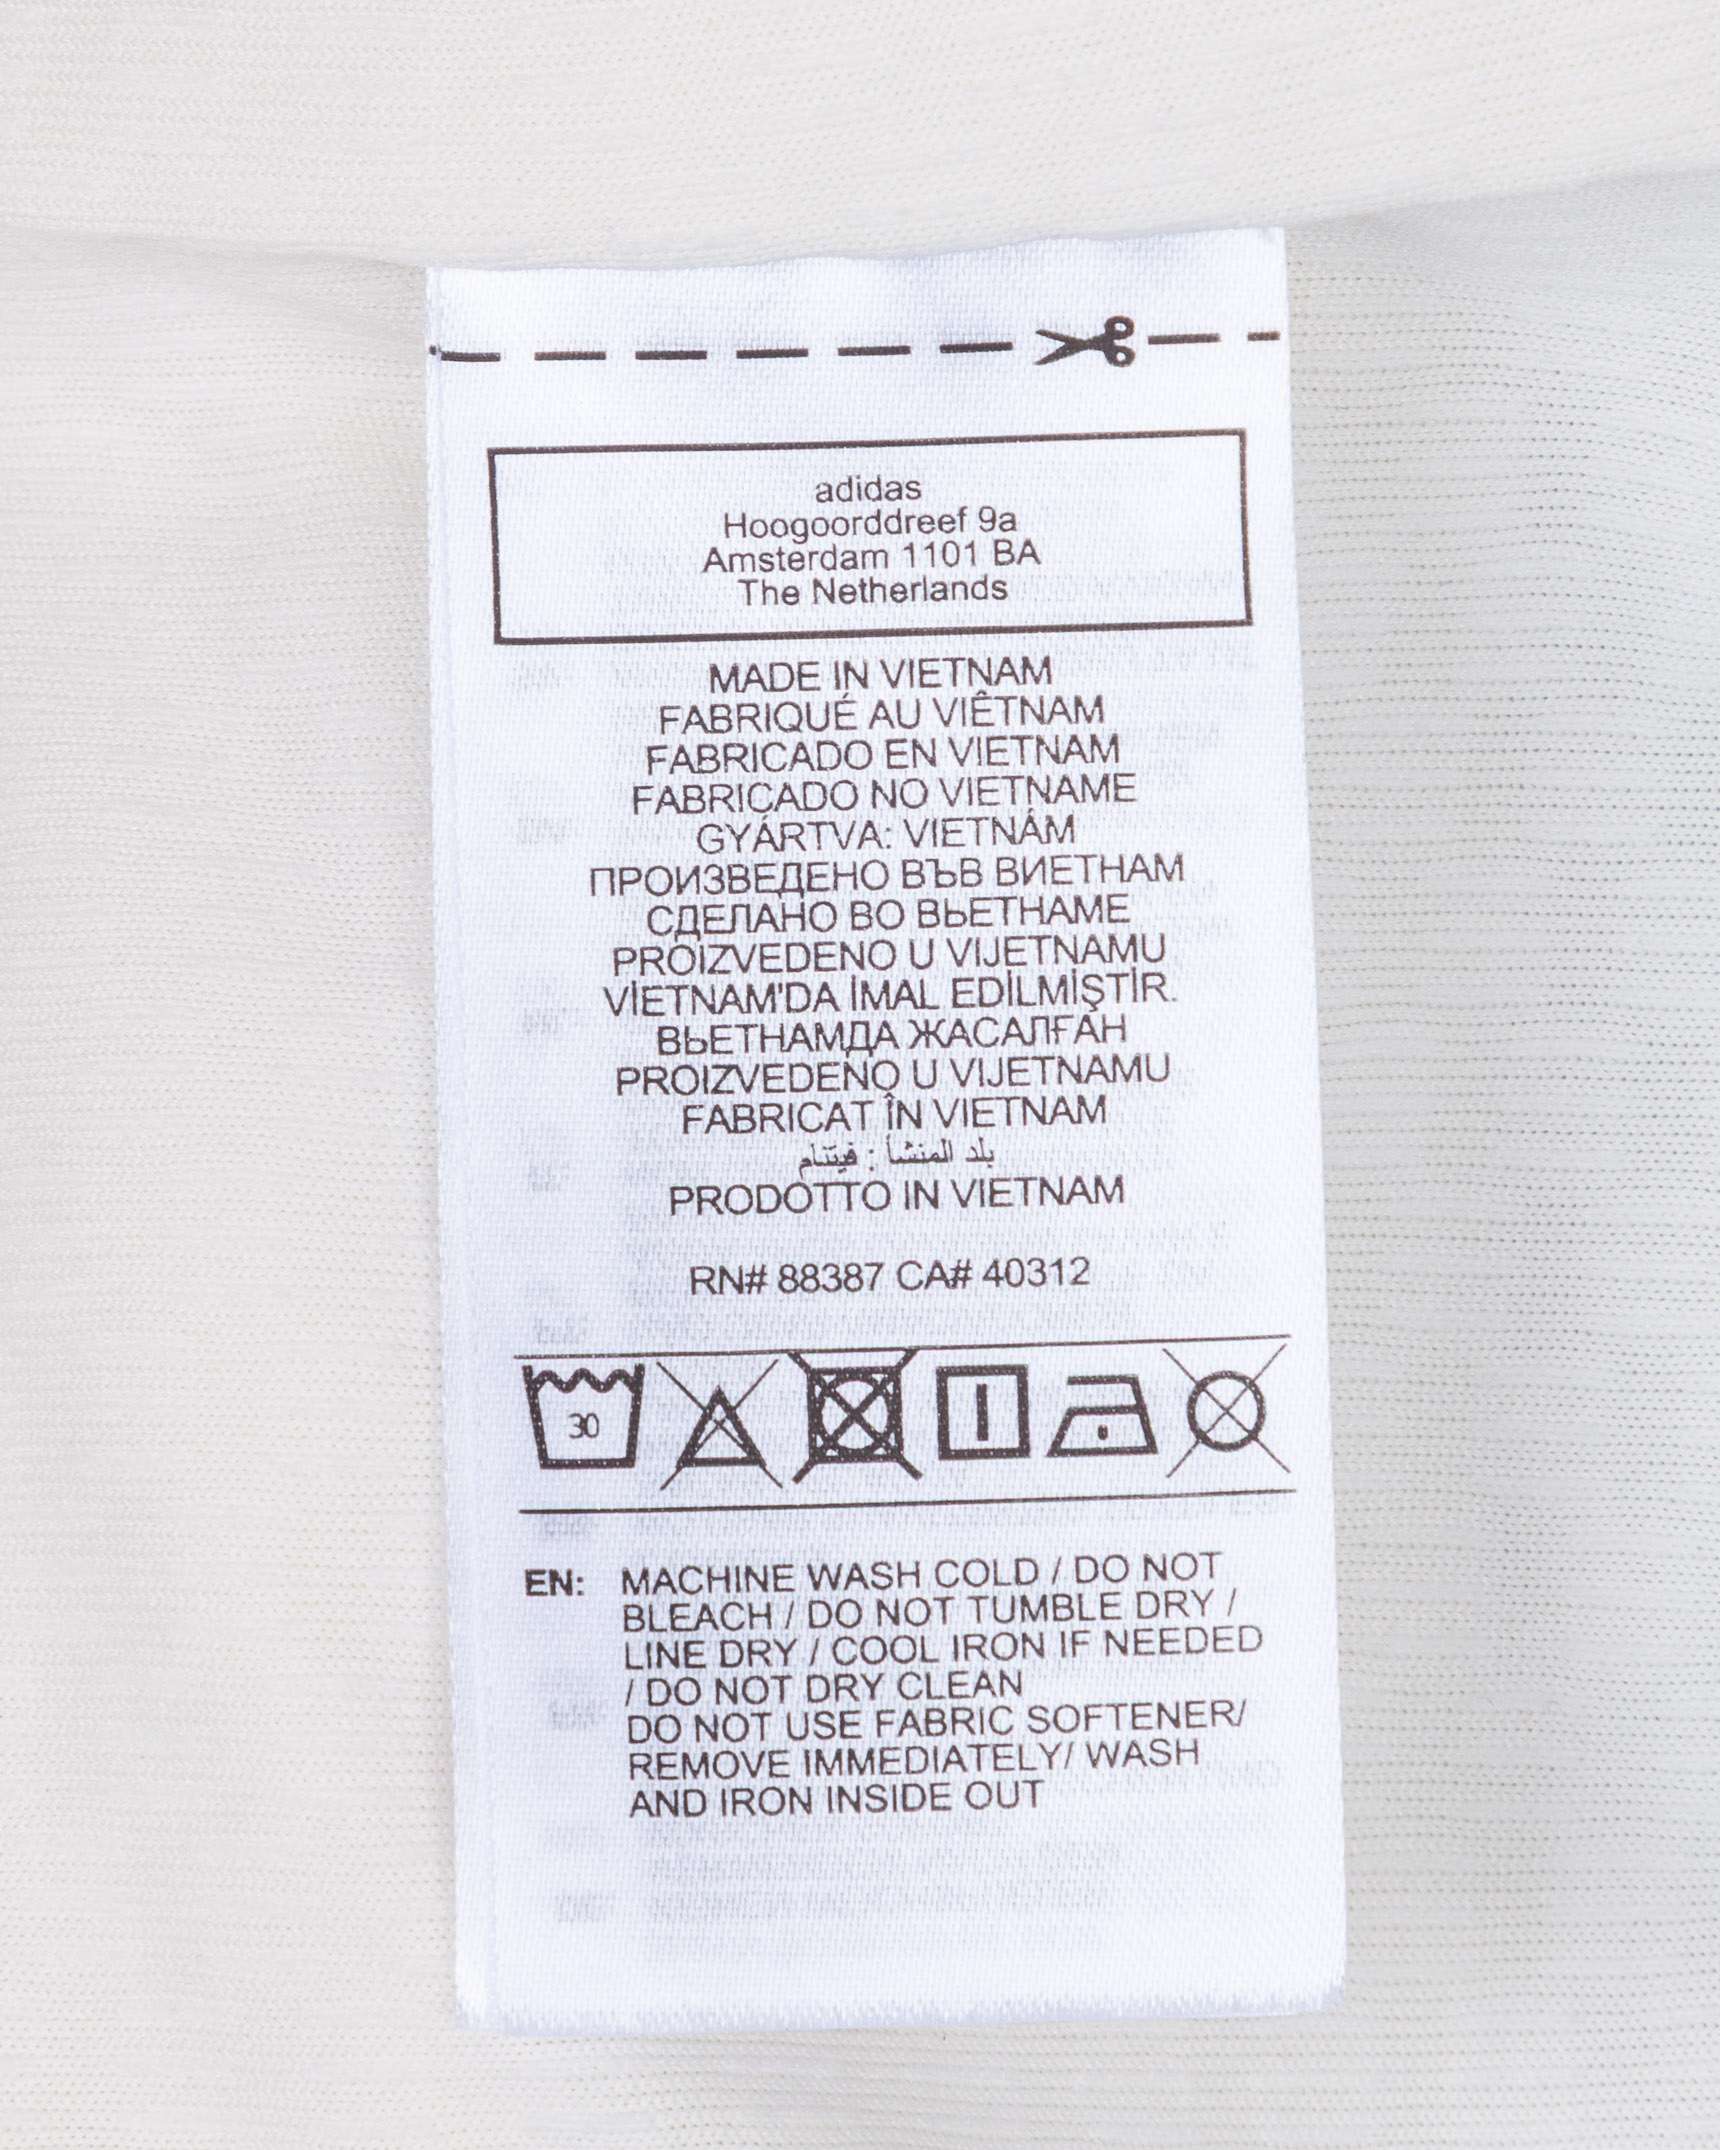 adidas
Hoogoorddreef 9a
Amsterdam 1101 BA
The Netherlands
MADE IN VIETNAM
FABRIQUÉ AU VIÊTNAM
FABRICADO EN VIETNAM
FABRICADO NO VIETNAME
GYÁRTVA: VIETNÁM
ПРОИЗВЕДЕНО ВЪВ ВИЕТНАМ
СДЕЛАНО ВО ВЬЕТНАМЕ
PROIZVEDENO U VIJETNAMU
VİETNAM'DA İMAL EDİLMİŞTİR.
ВЬЕТНАМДА ЖАСАЛҒАН
PROIZVEDENO U VIJETNAMU
FABRICAT ÎN VIETNAM
بلد المنشأ : فيتنام
PRODOTTO IN VIETNAM
RN# 88387 CA# 40312
30
EN: MACHINE WASH COLD / DO NOT
BLEACH / DO NOT TUMBLE DRY /
LINE DRY / COOL IRON IF NEEDED
/ DO NOT DRY CLEAN
DO NOT USE FABRIC SOFTENER/
REMOVE IMMEDIATELY/ WASH
AND IRON INSIDE OUT